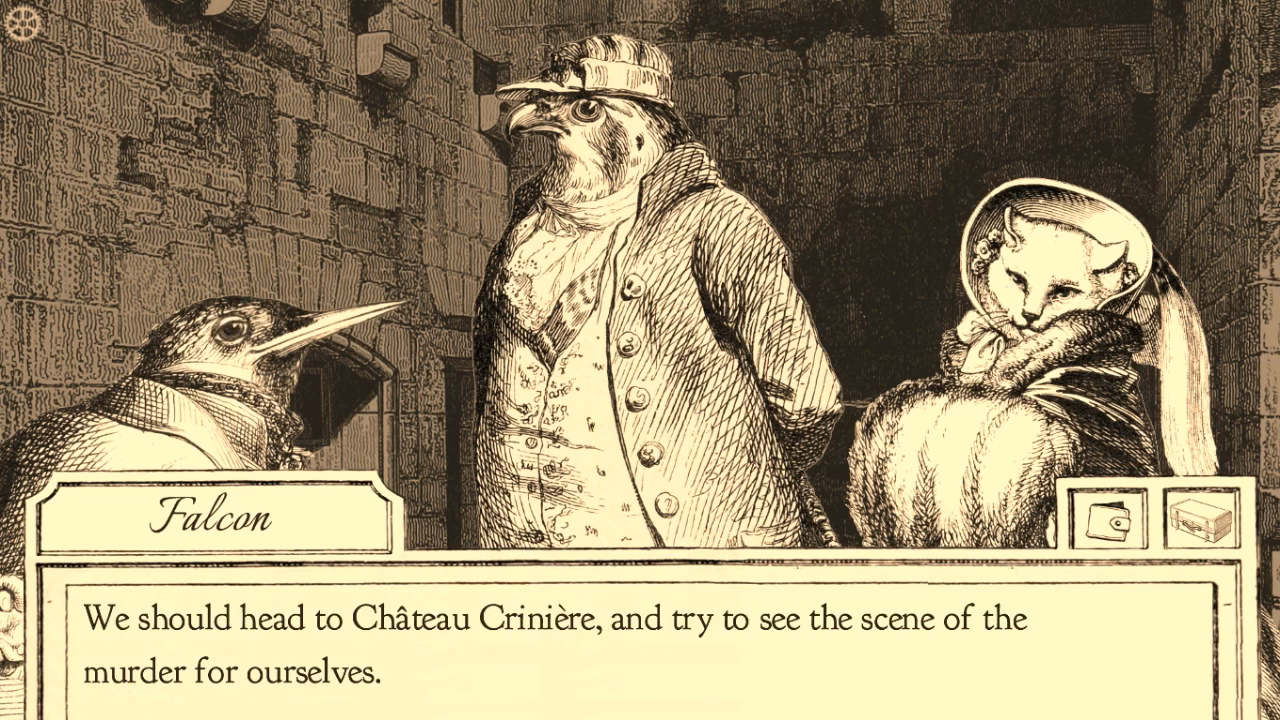 Falcon
We should head to Château Crinière, and try to see the scene of the
murder for ourselves.